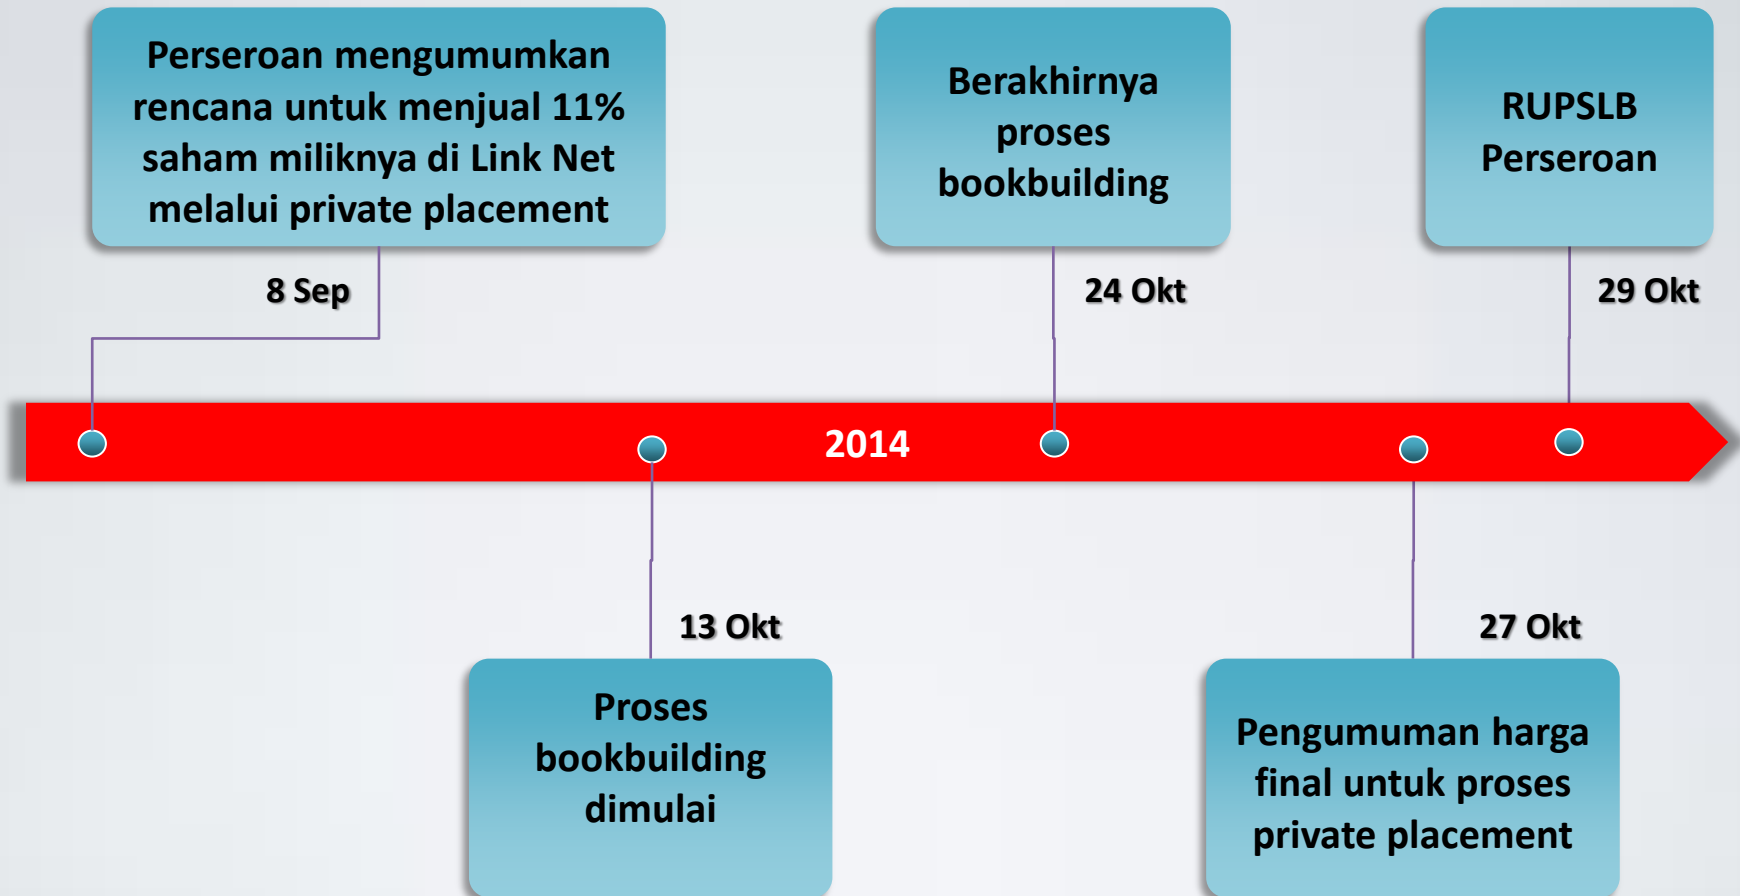 Perseroan mengumumkan
rencana untuk menjual 11%
saham miliknya di Link Net
melalui private placement
8 Sep
Berakhirnya
proses
bookbuilding
24 Okt
RUPSLB
Perseroan
29 Okt
2014
13 Okt
Proses
bookbuilding
dimulai
27 Okt
Pengumuman harga
final untuk proses
private placement